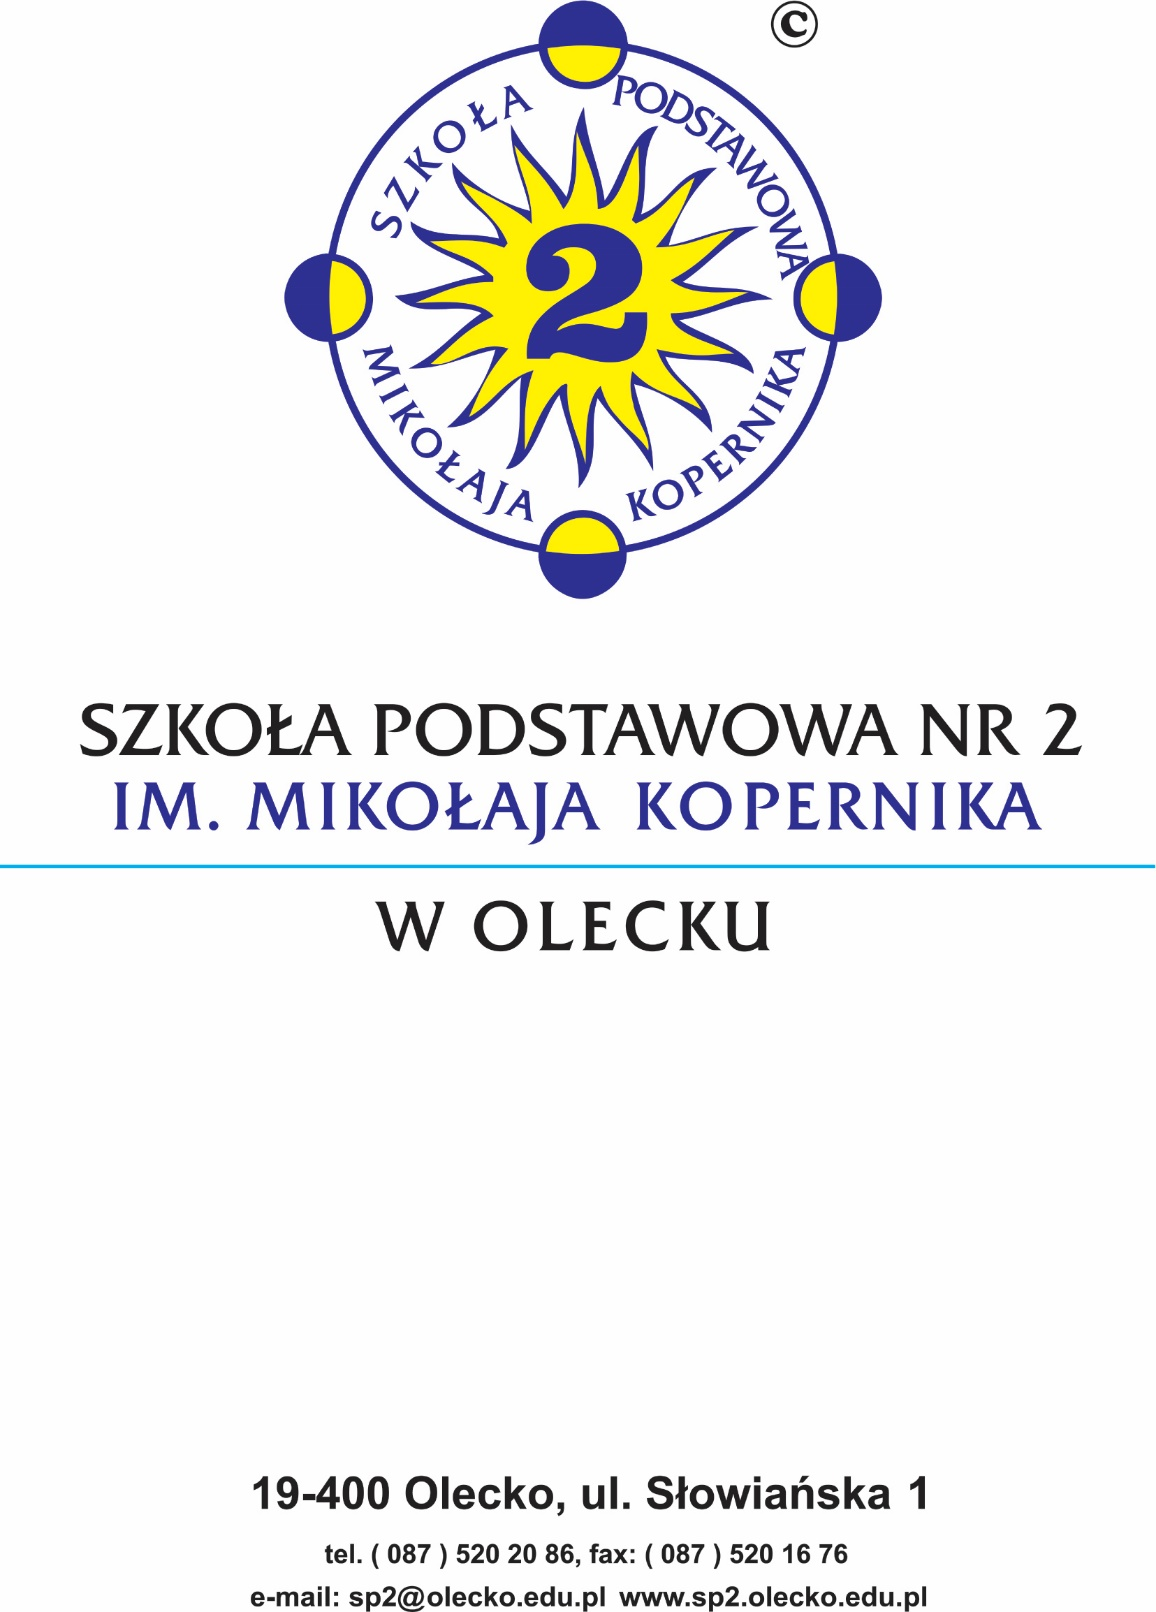 ©
SZKOŁA PODSTAWOWA
2
MIKOŁAJA KOPERNIKA
SZKOŁA PODSTAWOWA NR 2
IM. MIKOŁAJA KOPERNIKA
W OLECKU
19-400 Olecko, ul. Słowiańska 1
tel. ( 087 ) 520 20 86, fax: ( 087 ) 520 16 76
e-mail: sp2@olecko.edu.pl www.sp2.olecko.edu.pl